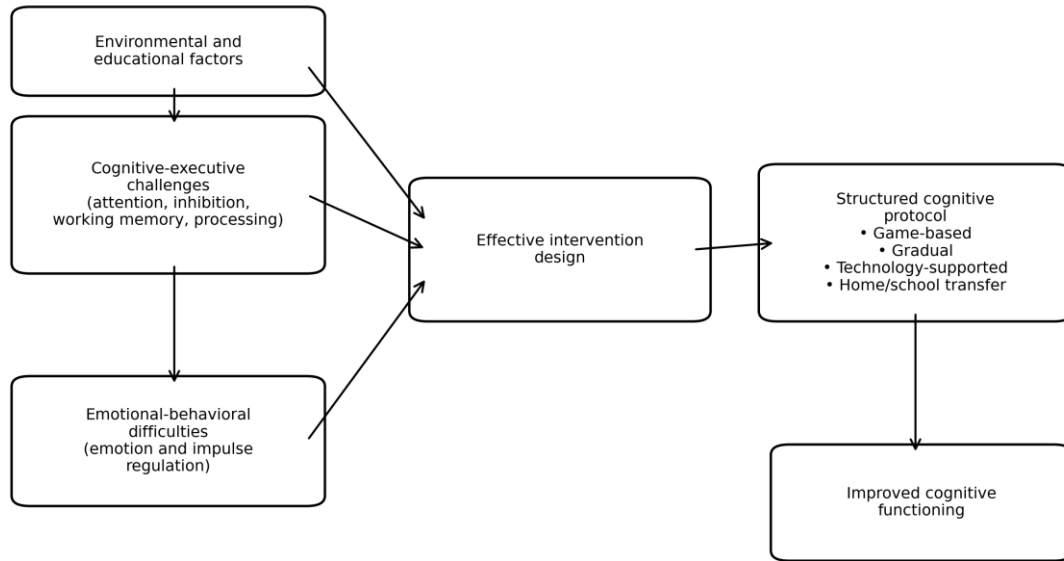 Environmental and
educational factors
Cognitive-executive
challenges
(attention, inhibition,
working memory, processing)
Emotional-behavioral
difficulties
(emotion and impulse
regulation)
Effective intervention
design
Structured cognitive
protocol
• Game-based
• Gradual
• Technology-supported
• Home/school transfer
Improved cognitive
functioning